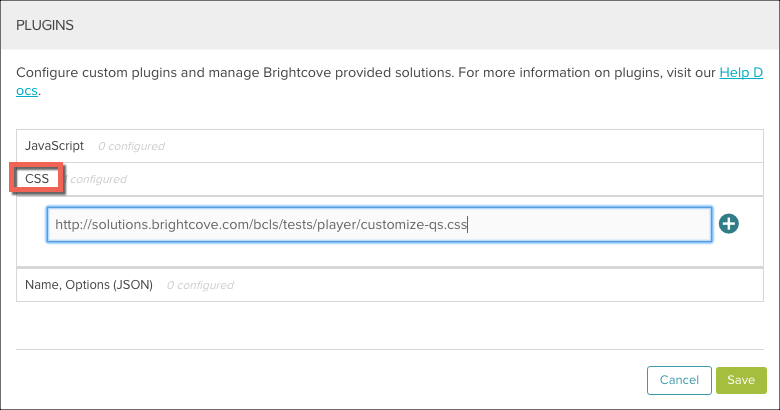 PLUGINS
Configure custom plugins and manage Brightcove provided solutions. For more information on plugins, visit our Help D
ocs.
JavaScript 0 configured
CSS configured
http://solutions.brightcove.com/bcls/tests/player/customize-qs.css
Name, Options (JSON) 0 configured
Cancel Save